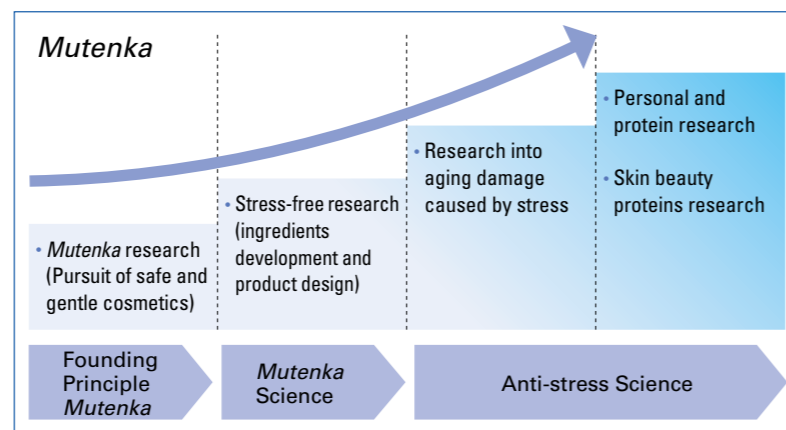 Mutenka
• Mutenka research
(Pursuit of safe and
gentle cosmetics)
• Stress-free research
(ingredients
development and
product design)
• Research into
aging damage
caused by stress
• Personal and
protein research
• Skin beauty
proteins research
Founding
Principle
Mutenka
Mutenka
Science
Anti-stress Science